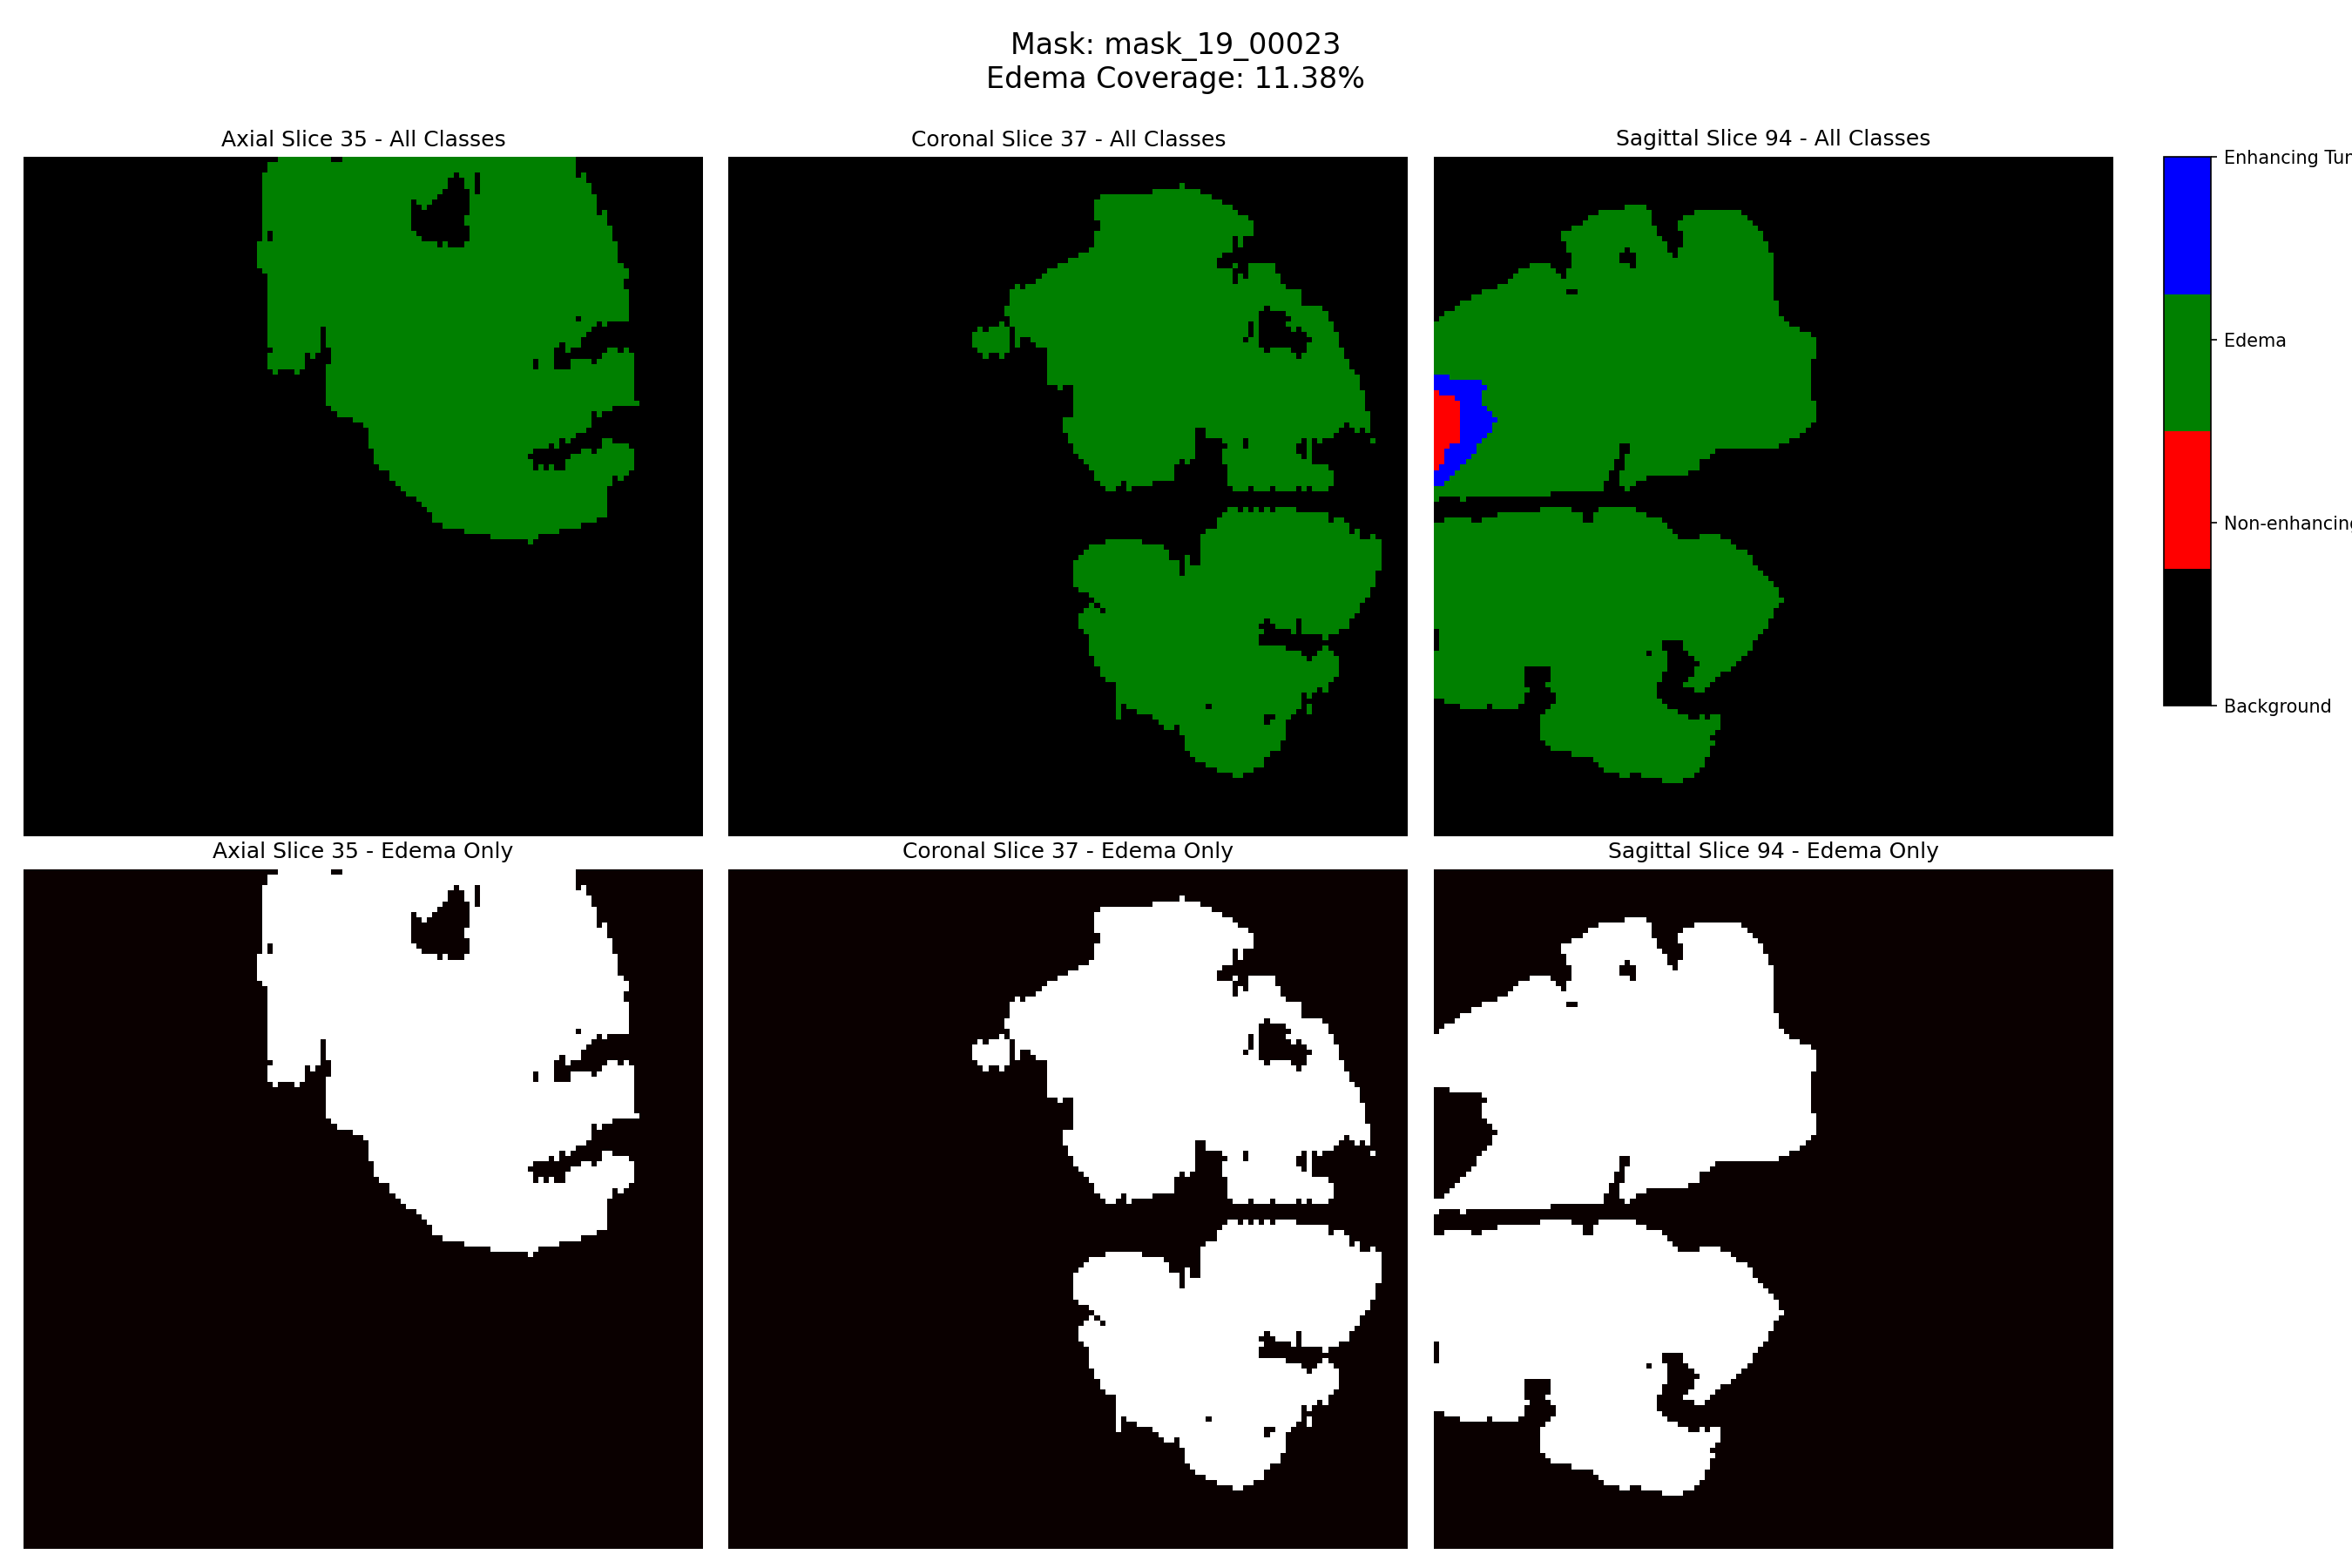 Mask: mask_19_00023
Edema Coverage: 11.38%
Axial Slice 35 - All Classes
Coronal Slice 37 - All Classes
Sagittal Slice 94 - All Classes
Enhancing Tu
Edema
Non-enhancing
Background
Axial Slice 35 - Edema Only
Coronal Slice 37 - Edema Only
Sagittal Slice 94 - Edema Only